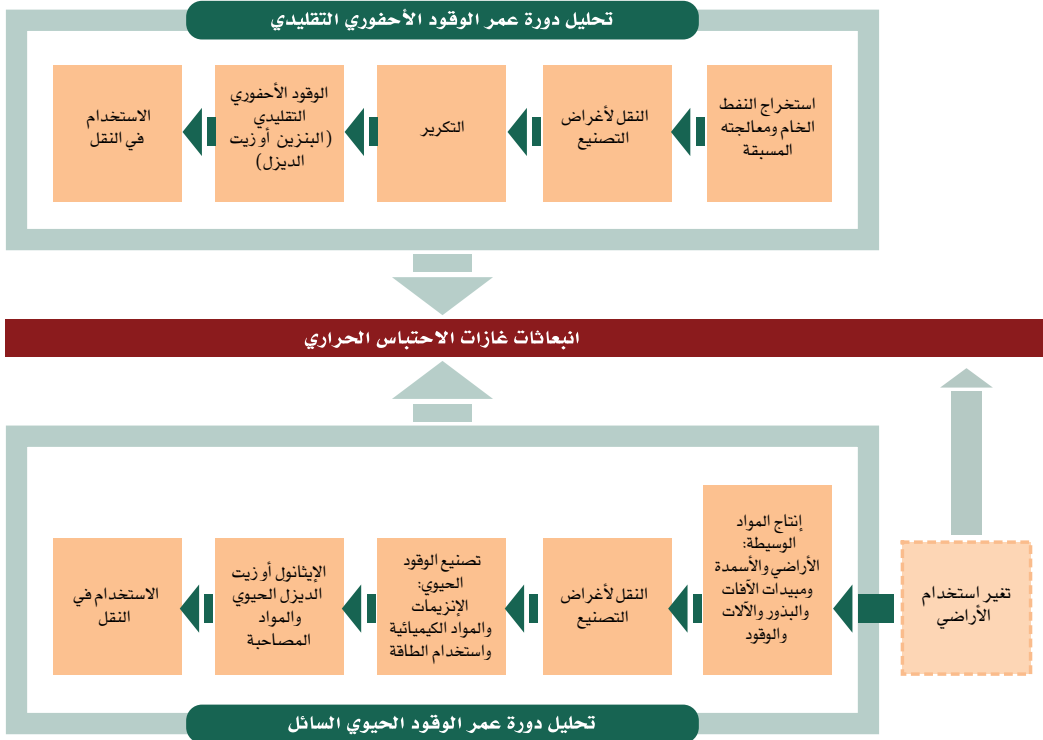 تحليل دورة عمر الوقود الأحفوري التقليدي
استخراج النفط
الخام ومعالجته
المسبقة
النقل لأغراض
التصنيع
التكرير
الوقود الأحفوري
التقليدي
(البنزين أو زيت
الديزل)
الاستخدام
في النقل
انبعاثات غازات الاحتباس الحراري
تغير استخدام
الأراضي
إنتاج المواد
الوسيطة:
الأراضي والأسمدة
ومبيدات الآفات
والبذور والآلات
والوقود
النقل لأغراض
التصنيع
تصنيع الوقود
الحيوي:
الإنزيمات
والمواد الكيميائية
واستخدام الطاقة
الإيثانول أو زيت
الديزل الحيوي
والمواد
المصاحبة
الاستخدام في
النقل
تحليل دورة عمر الوقود الحيوي السائل